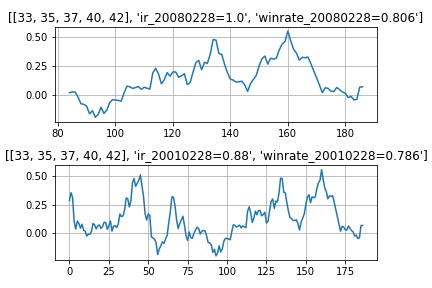 [[33, 35, 37, 40, 42], 'ir_20080228=1.0', 'winrate_20080228=0.806']
0.50
0.25
0.00
80 100 120 140 160 180
[[33, 35, 37, 40, 42], 'ir_20010228=0.88', 'winrate_20010228=0.786']
0.50
0.25
0.00
0 25 50 75 100 125 150 175